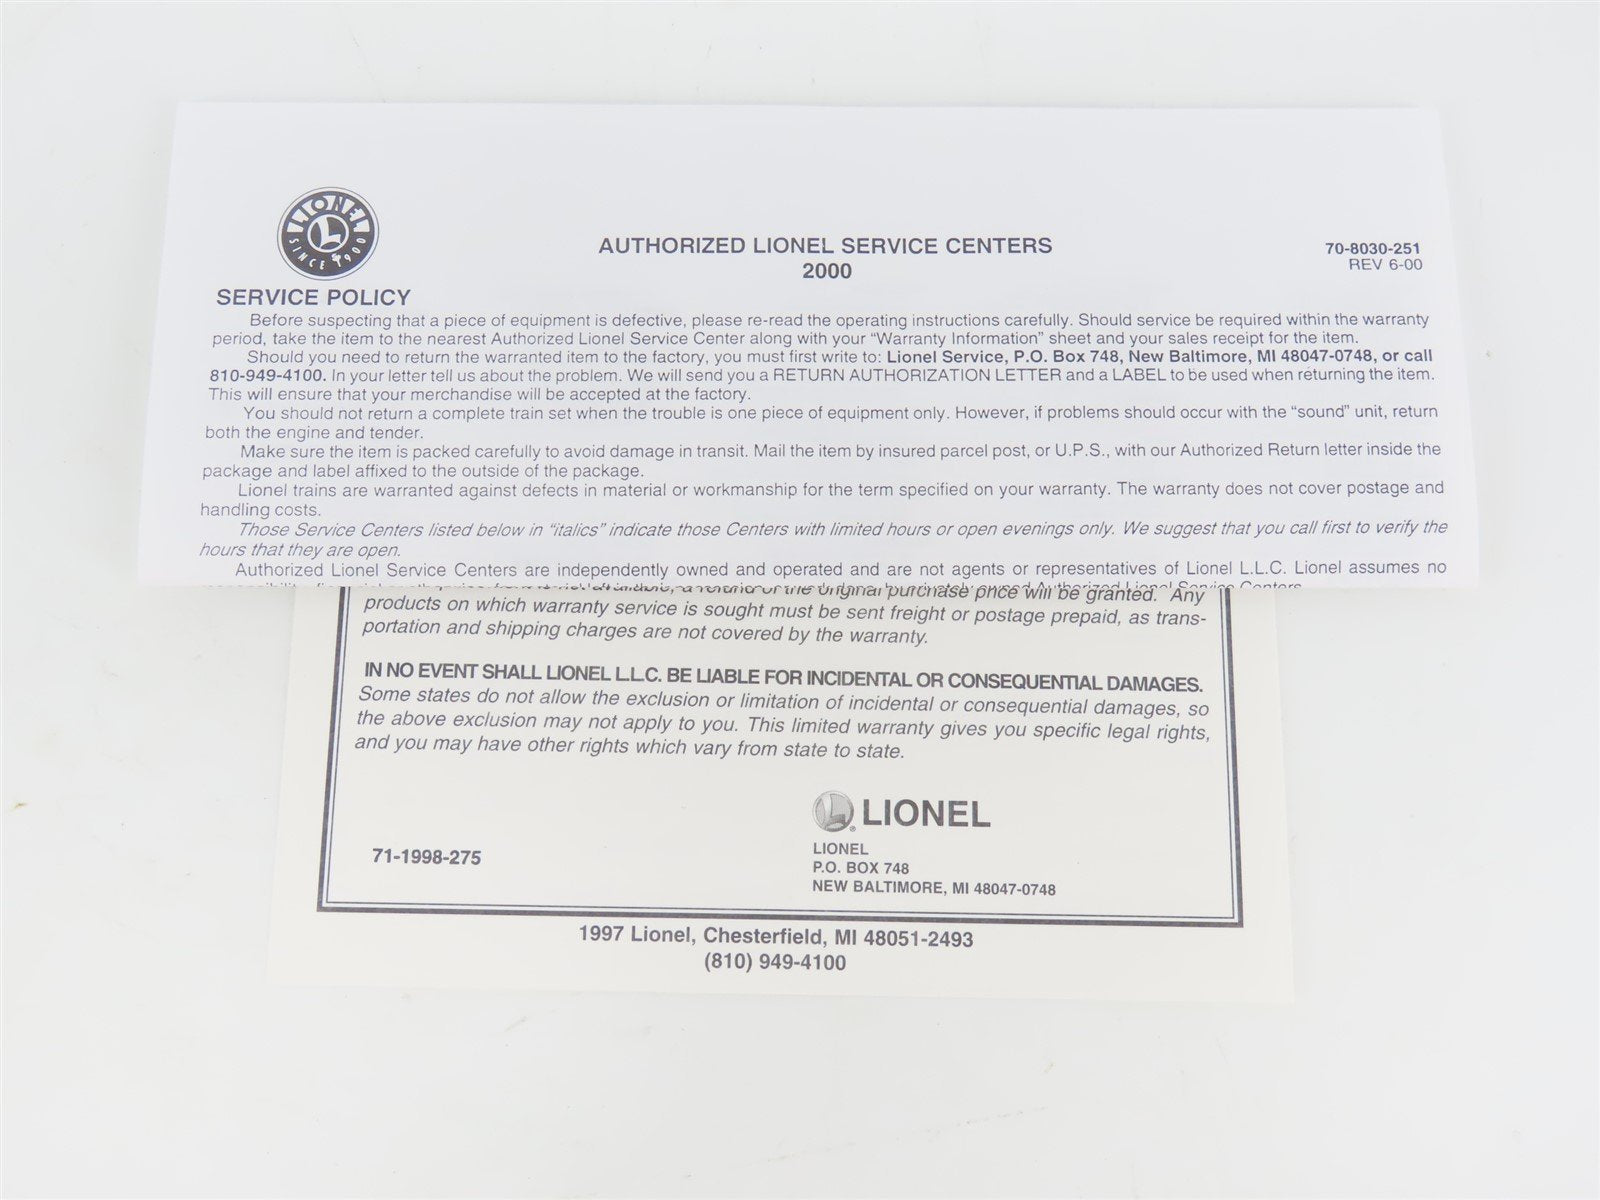 LIONEL
SINCE 1900
AUTHORIZED LIONEL SERVICE CENTERS
2000
70-8030-251
REV 6-00
SERVICE POLICY
Before suspecting that a piece of equipment is defective, please re-read the operating instructions carefully. Should service be required within the warranty
period, take the item to the nearest Authorized Lionel Service Center along with your "Warranty Information" sheet and your sales receipt for the item.
Should you need to return the warranted item to the factory, you must first write to: Lionel Service, P.O. Box 748, New Baltimore, MI 48047-0748, or call
810-949-4100. In your letter tell us about the problem. We will send you a RETURN AUTHORIZATION LETTER and a LABEL to be used when returning the item.
This will ensure that your merchandise will be accepted at the factory.
You should not return a complete train set when the trouble is one piece of equipment only. However, if problems should occur with the "sound" unit, return
both the engine and tender.
Make sure the item is packed carefully to avoid damage in transit. Mail the item by insured parcel post, or U.P.S., with our Authorized Return letter inside the
package and label affixed to the outside of the package.
Lionel trains are warranted against defects in material or workmanship for the term specified on your warranty. The warranty does not cover postage and
handling costs.
Those Service Centers listed below in "italics" indicate those Centers with limited hours or open evenings only. We suggest that you call first to verify the
hours that they are open.
Authorized Lionel Service Centers are independently owned and operated and are not agents or representatives of Lionel L.L.C. Lionel assumes no
Authorized Lionel Service Centers
original purchase price will be granted. Any
products on which warranty service is sought must be sent freight or postage prepaid, as trans-
portation and shipping charges are not covered by the warranty.
IN NO EVENT SHALL LIONEL L.L.C. BE LIABLE FOR INCIDENTAL OR CONSEQUENTIAL DAMAGES.
Some states do not allow the exclusion or limitation of incidental or consequential damages, so
the above exclusion may not apply to you. This limited warranty gives you specific legal rights,
and you may have other rights which vary from state to state.
L LIONEL
LIONEL
P.O. BOX 748
NEW BALTIMORE, MI 48047-0748
71-1998-275
1997 Lionel, Chesterfield, MI 48051-2493
(810) 949-4100